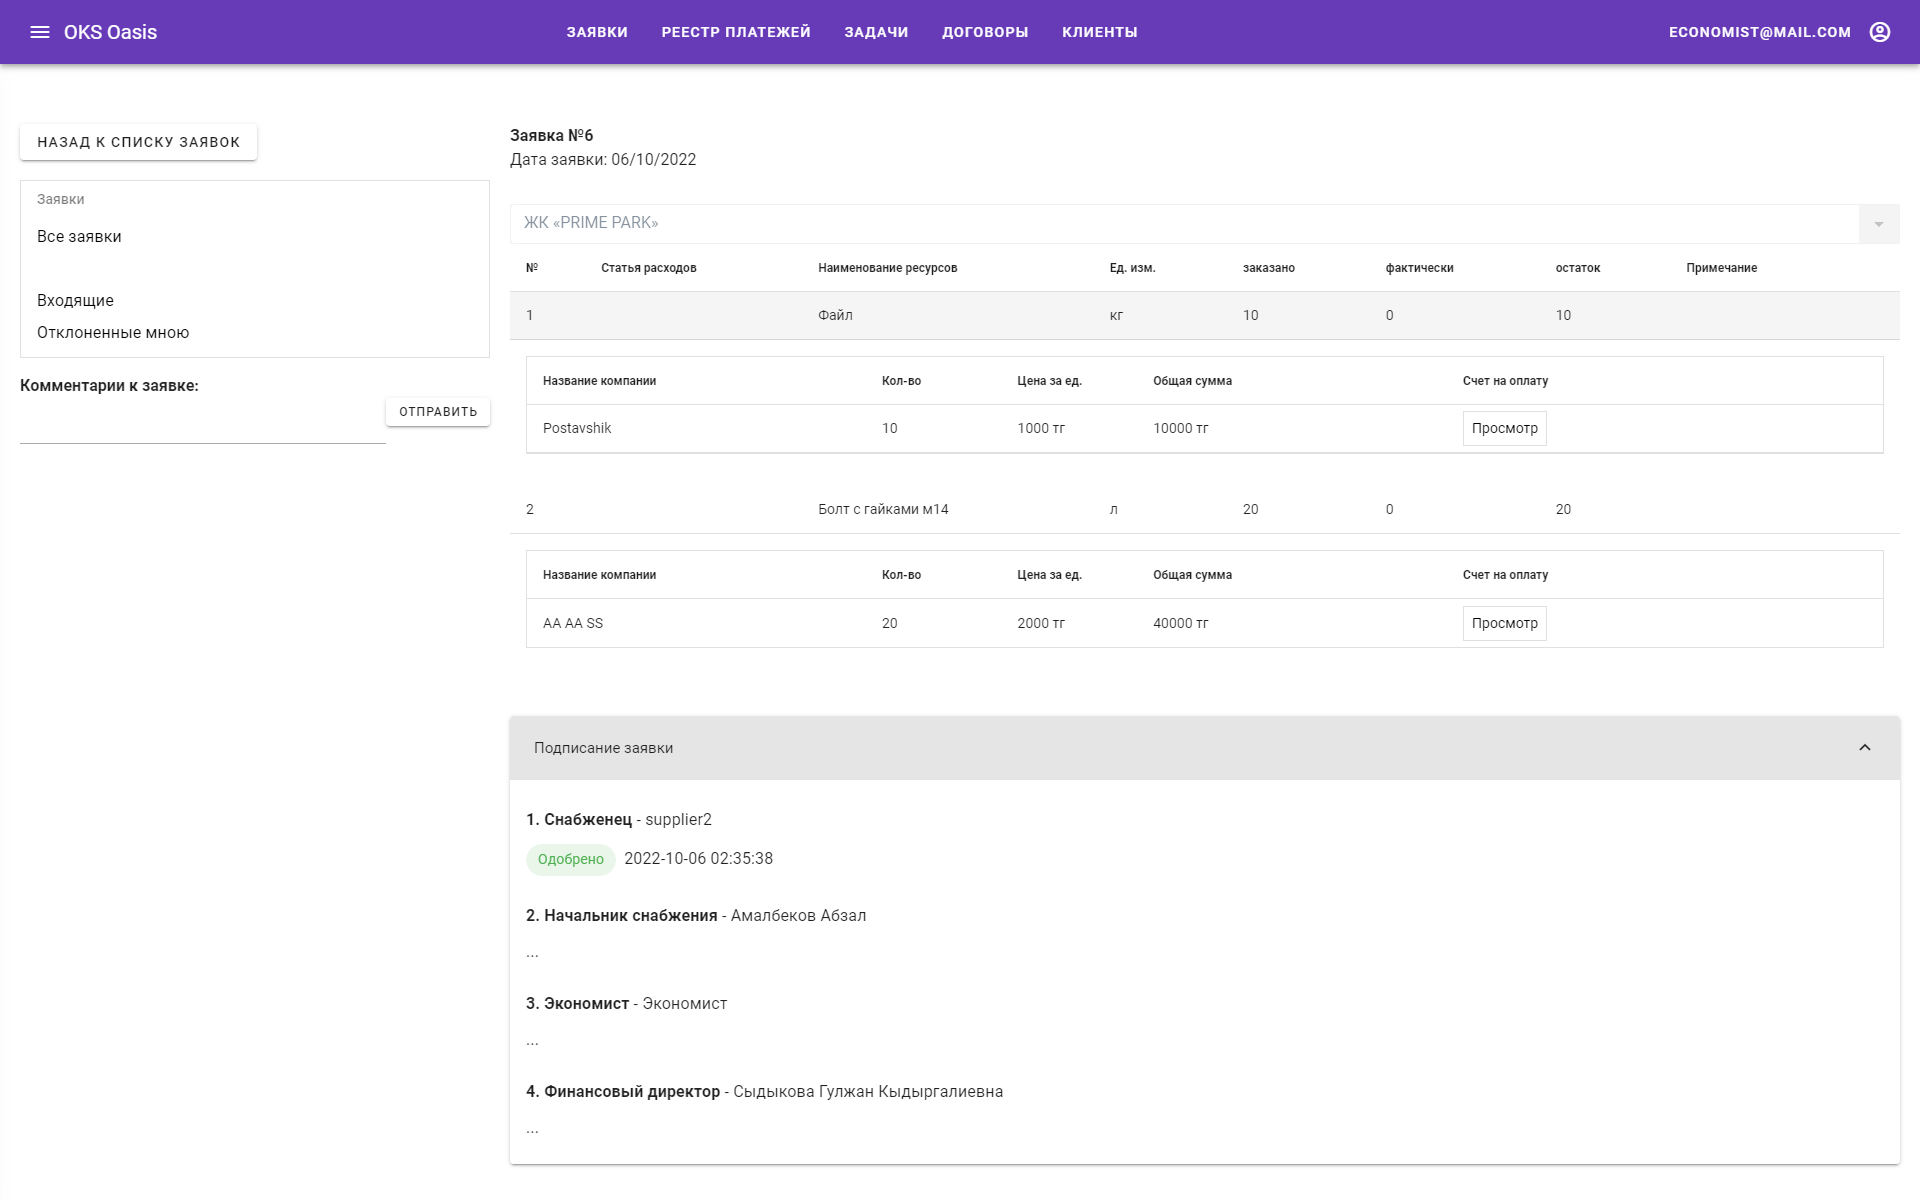 OKS Oasis
ЗАЯВКИ РЕЕСТР ПЛАТЕЖЕЙ ЗАДАЧИ ДОГОВОРЫ КЛИЕНТЫ
ECONOMIST@MAIL.COM
НАЗАД К СПИСКУ ЗАЯВОК
Заявки
Все заявки
Входящие
Отклоненные мною
Комментарии к заявке:
ОТПРАВИТЬ
Заявка №6
Дата заявки: 06/10/2022
ЖК «PRIME PARK»
№ Статья расходов Наименование ресурсов Ед. изм. заказано фактически остаток Примечание
1 Файл кг 10 0 10
Название компании Кол-во Цена за ед. Общая сумма Счет на оплату
Postavshik 10 1000 тг 10000 тг Просмотр
2 Болт с гайками м14 л 20 0 20
Название компании Кол-во Цена за ед. Общая сумма Счет на оплату
AA AA SS 20 2000 тг 40000 тг Просмотр
Подписание заявки
1. Снабженец - supplier2
Одобрено 2022-10-06 02:35:38
2. Начальник снабжения - Амалбеков Абзал
...
3. Экономист - Экономист
...
4. Финансовый директор - Сыдыкова Гулжан Кыдыргалиевна
...